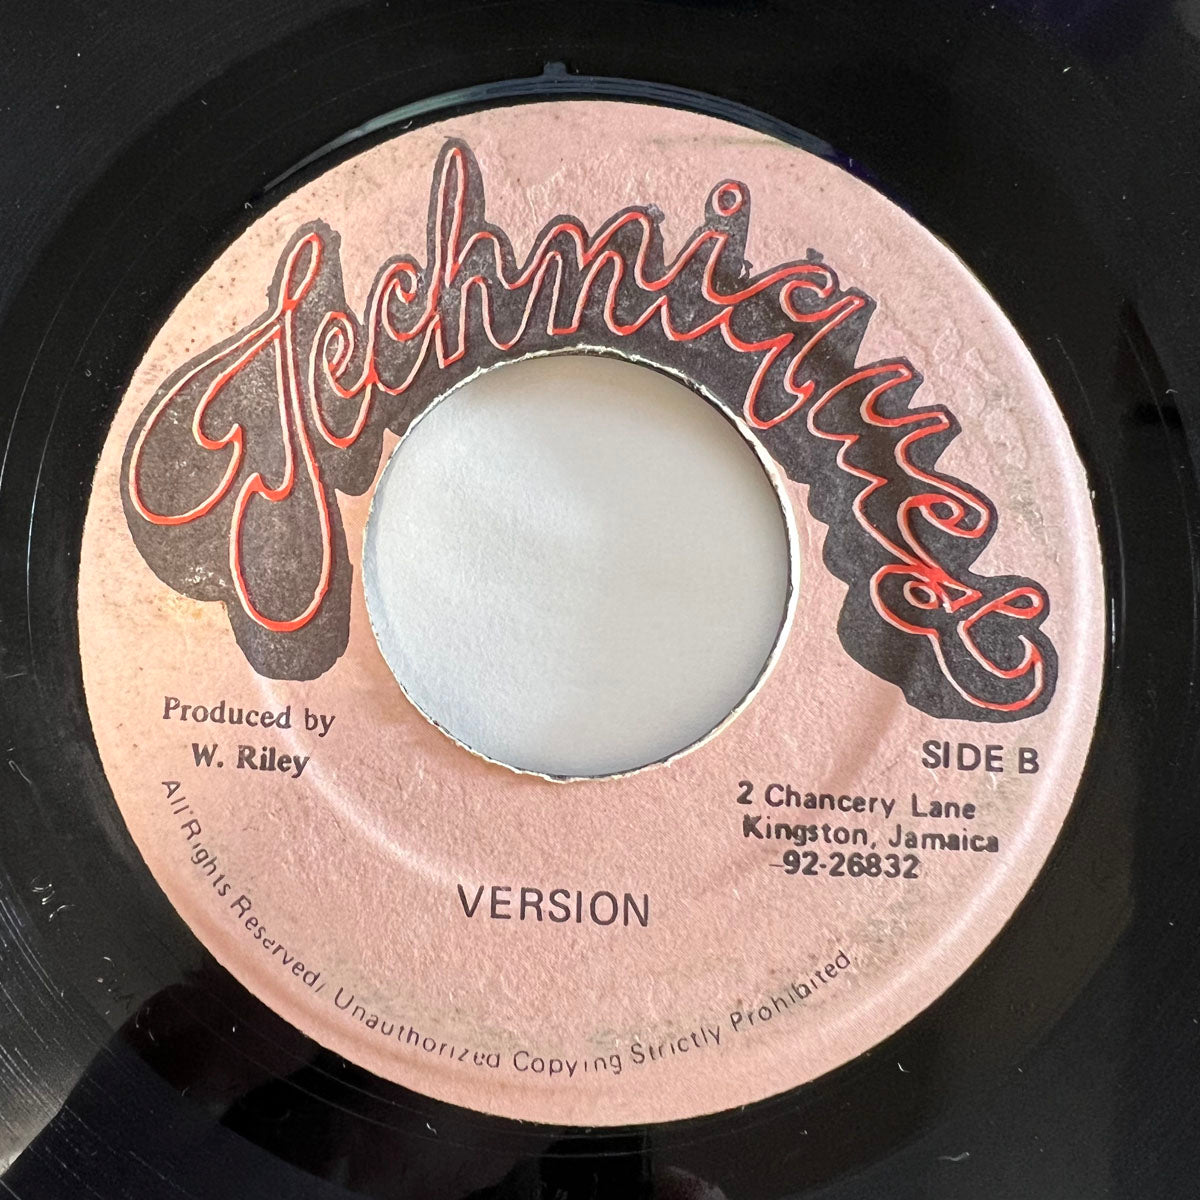 Techniques
Produced by
W. Riley
SIDE B
2 Chancery Lane
Kingston, Jamaica
-92-26832
VERSION
All Rights Reserved, Unauthorized Copying Strictly Prohibited.